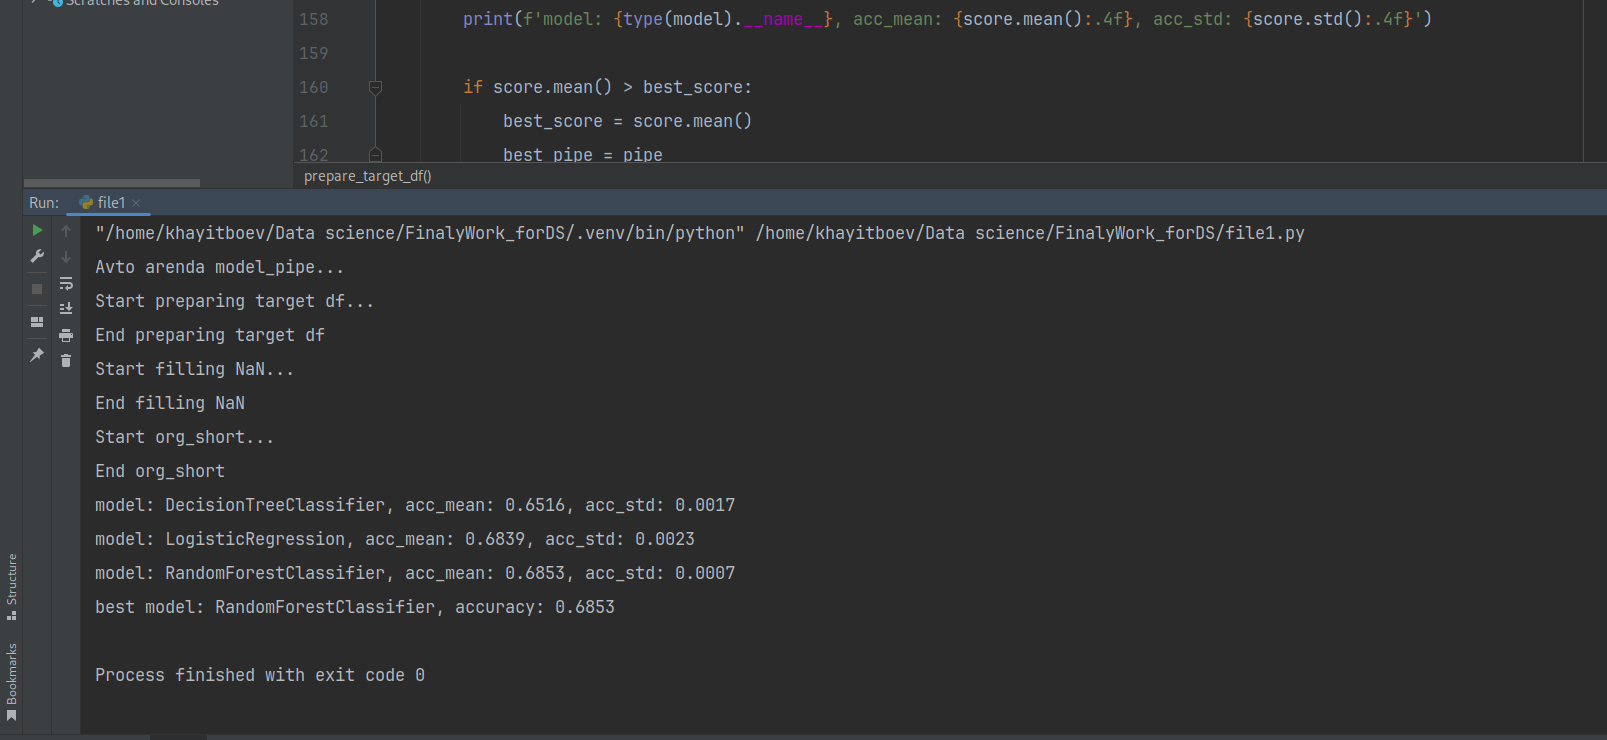 Scratches and Consoles
158 print(f'model: {type(model).__name__}, acc_mean: {score.mean():.4f}, acc_std: {score.std():.4f}')
159
160 if score.mean() > best_score:
161 best_score = score.mean()
162 best_pipe = pipe
prepare_target_df()
Run: file1
"/home/khayitboev/Data science/FinalyWork_forDS/.venv/bin/python" /home/khayitboev/Data science/FinalyWork_forDS/file1.py
Avto arenda model_pipe...
Start preparing target df...
End preparing target df
Start filling NaN...
End filling NaN
Start org_short...
End org_short
model: DecisionTreeClassifier, acc_mean: 0.6516, acc_std: 0.0017
model: LogisticRegression, acc_mean: 0.6839, acc_std: 0.0023
model: RandomForestClassifier, acc_mean: 0.6853, acc_std: 0.0007
best model: RandomForestClassifier, accuracy: 0.6853
Process finished with exit code 0
Structure
Bookmarks